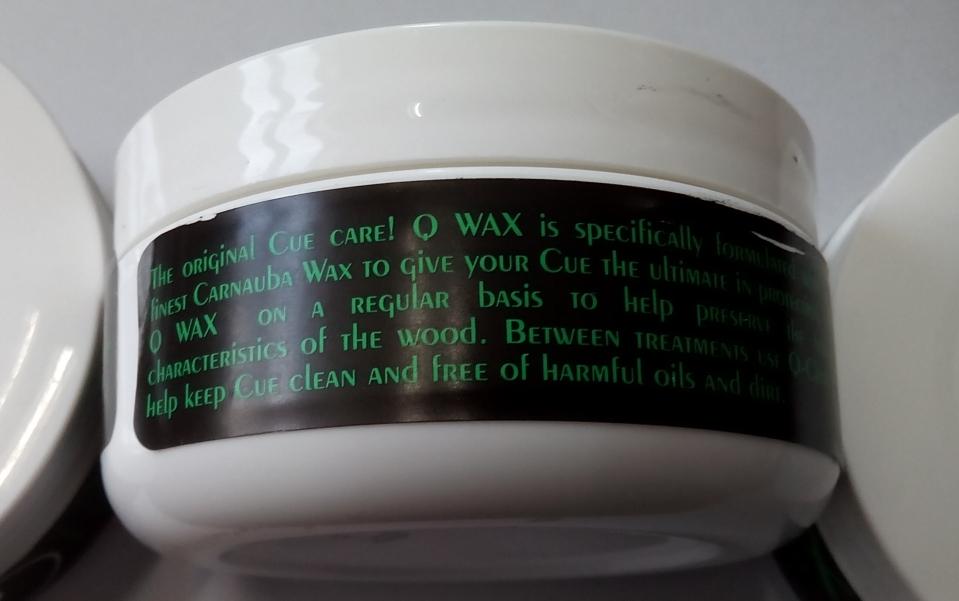 The original Cue care! Q WAX is specifically formulated
finest Carnauba Wax to give your Cue the ultimate in
Q WAX on a regular basis to help preserve the
characteristics of the wood. Between treatments use
help keep Cue clean and free of harmful oils and dirt.